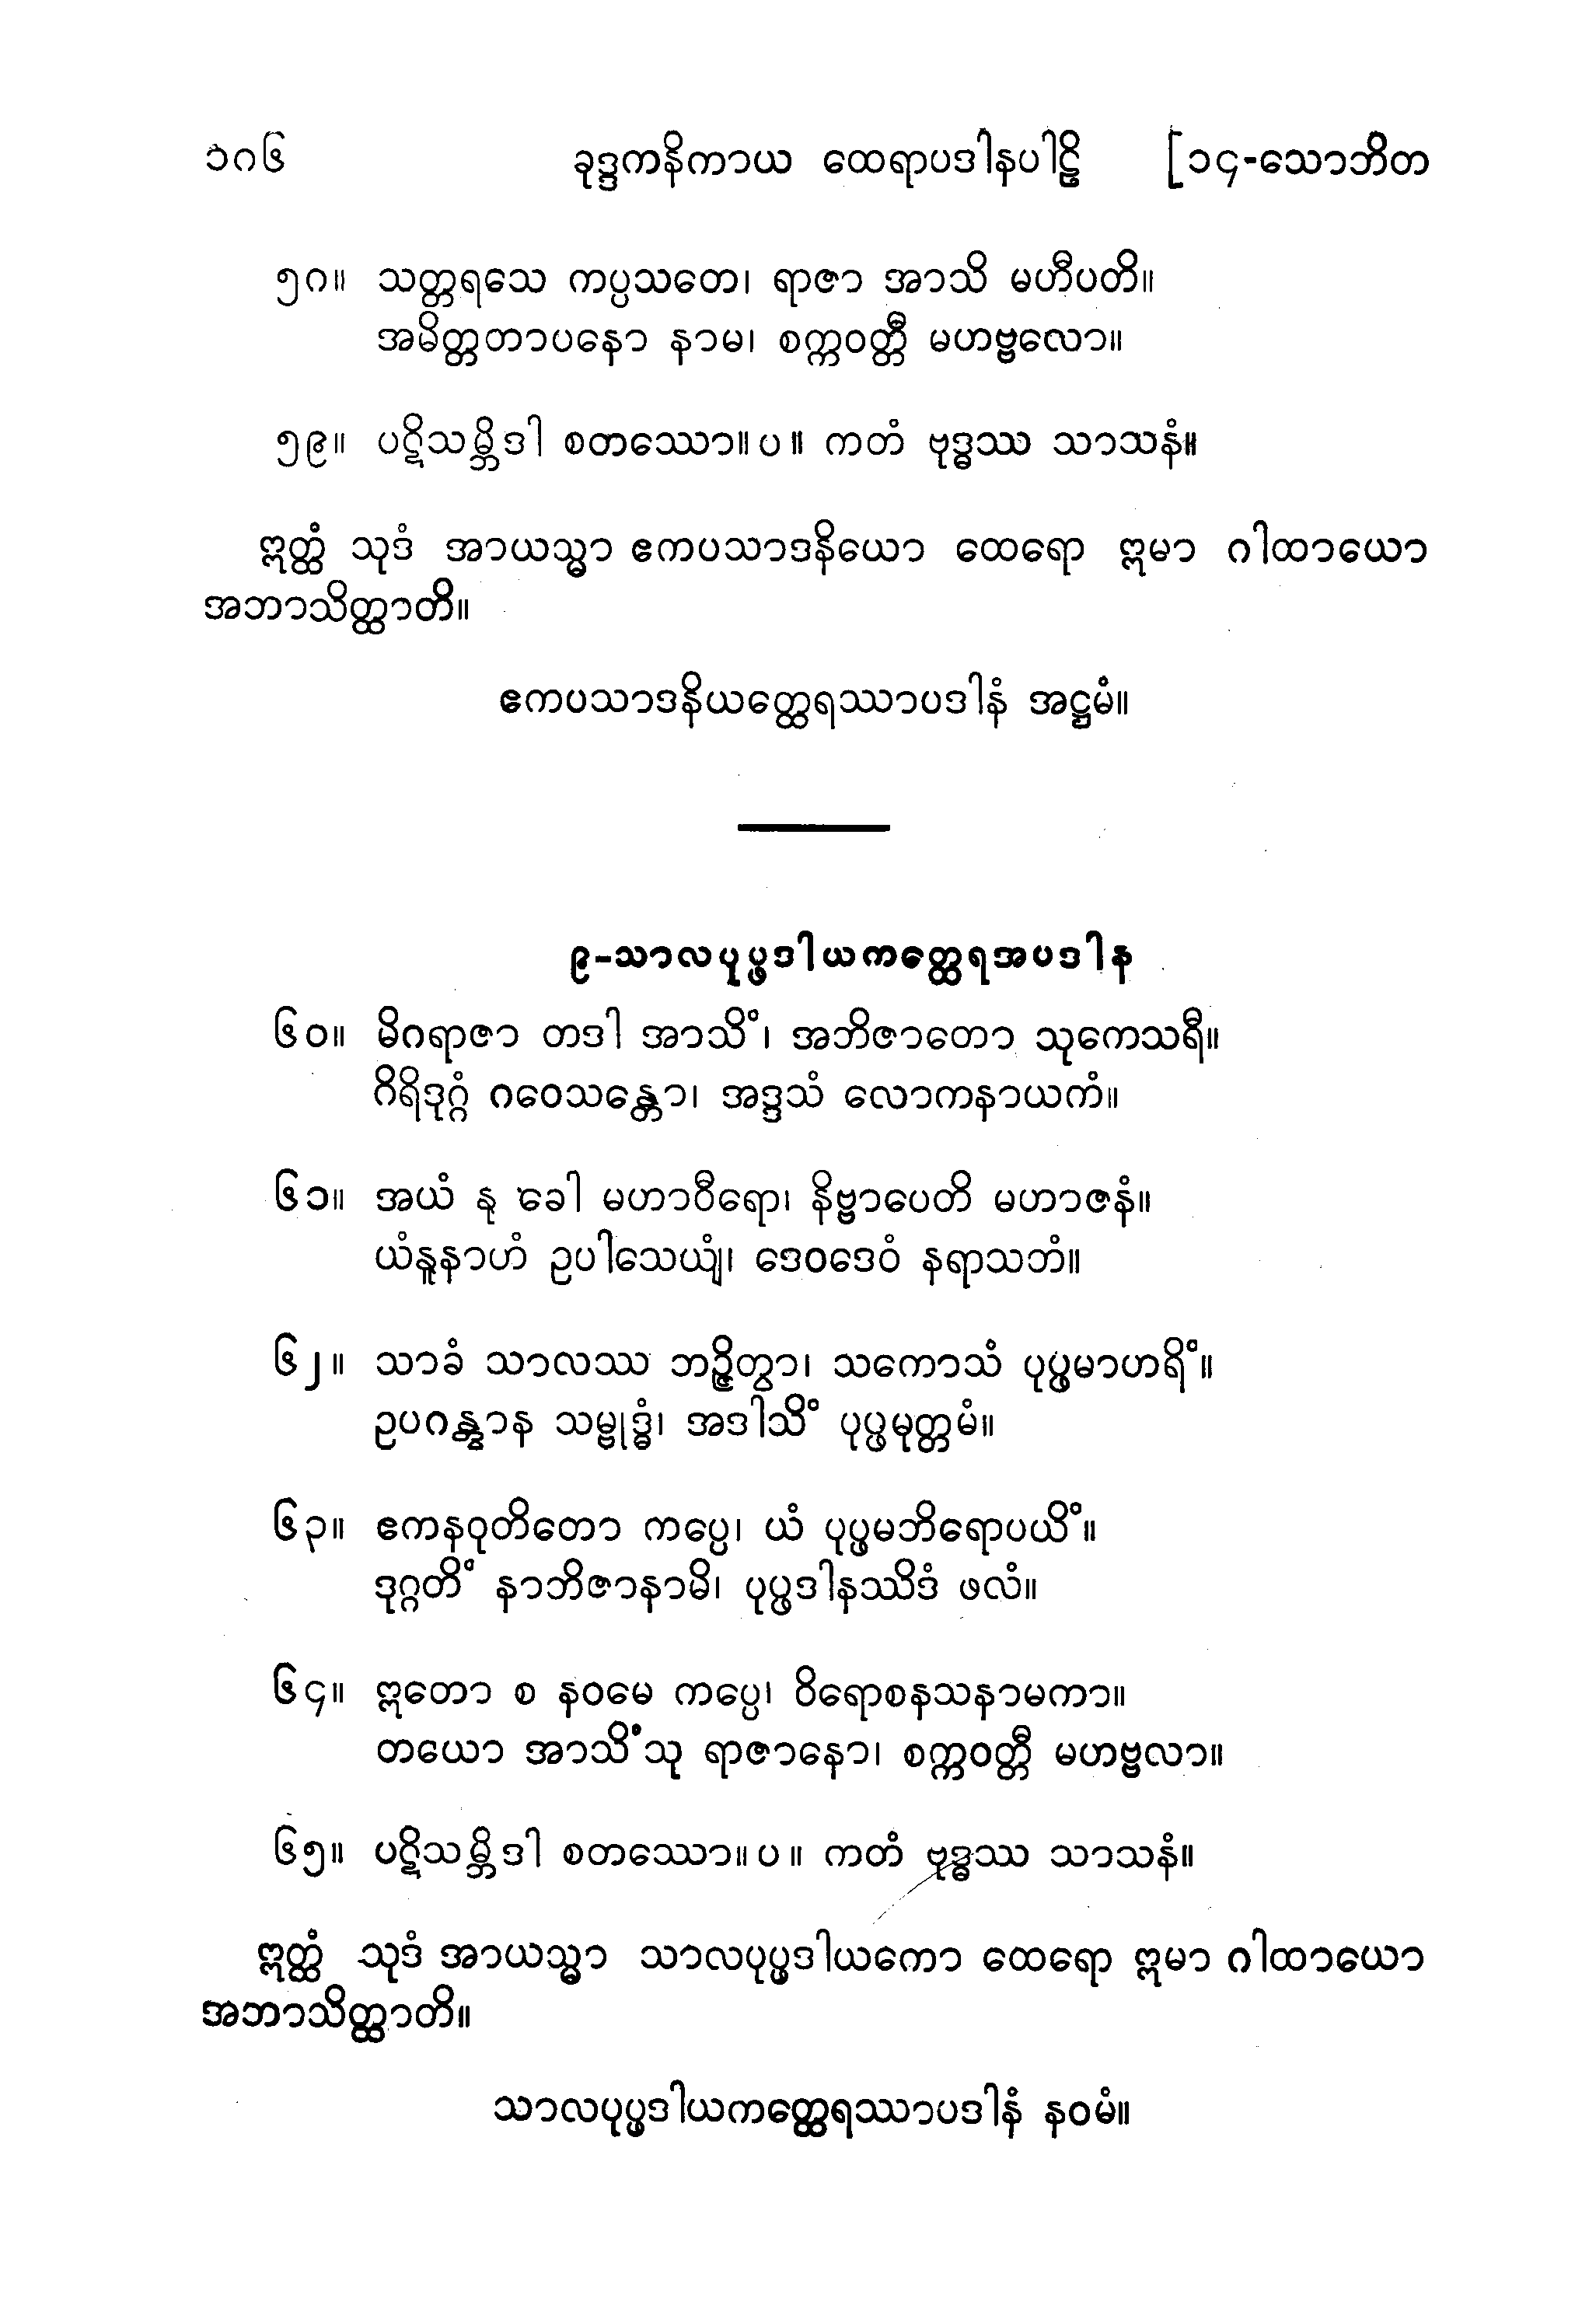 ၁၈၆ ခုဒ္ဒကနိကာယ ထေရာပဒါနပါဠိ [၁၄-သောဘိတ
၅၈။ သတ္တရသေ ကပ္ပသတေ၊ ရာဇာ အာသိ မဟီပတိ။
အမိတ္တတာပနော နာမ၊ စက္ကဝတ္တီ မဟဗ္ဗလော။
၅၉။ ပဋိသမ္ဘိဒါ စတဿော။ပ။ ကတံ ဗုဒ္ဓဿ သာသနံ။
ဣတ္ထံ သုဒံ အာယသ္မာ ဧကပသာဒနိယော ထေရော ဣမာ ဂါထာယော
အဘာသိတ္ထာတိ။
ဧကပသာဒနိယတ္ထေရဿာပဒါနံ အဋ္ဌမံ။
၉-သာလပုပ္ဖဒါယကတ္ထေရအပဒါန
၆၀။ မိဂရာဇာ တဒါ အာသိံ၊ အဘိဇာတော သုကေသရီ။
ဂိရိဒုဂ္ဂံ ဂဝေသန္တော၊ အဒ္ဒသံ လောကနာယကံ။
၆၁။ အယံ နု ခေါ မဟာဝီရော၊ နိဗ္ဗာပေတိ မဟာဇနံ။
ယံနူနာဟံ ဥပါသေယျံ၊ ဒေဝဒေဝံ နရာသဘံ။
၆၂။ သာခံ သာလဿ ဘဉ္ဇိတွာ၊ သကောသံ ပုပ္ဖမာဟရိံ။
ဥပဂန္တွာန သမ္ဗုဒ္ဓံ၊ အဒါသိံ ပုပ္ဖမုတ္တမံ။
၆၃။ ဧကနဝုတိတော ကပ္ပေ၊ ယံ ပုပ္ဖမဘိရောပယိံ။
ဒုဂ္ဂတိံ နာဘိဇာနာမိ၊ ပုပ္ဖဒါနဿိဒံ ဖလံ။
၆၄။ ဣတော စ နဝမေ ကပ္ပေ၊ ဝိရောစနသနာမကာ။
တယော အာသိံသု ရာဇာနော၊ စက္ကဝတ္တီ မဟဗ္ဗလာ။
၆၅။ ပဋိသမ္ဘိဒါ စတဿော။ပ။ ကတံ ဗုဒ္ဓဿ သာသနံ။
ဣတ္ထံ သုဒံ အာယသ္မာ သာလပုပ္ဖဒါယကော ထေရော ဣမာ ဂါထာယော
အဘာသိတ္ထာတိ။
သာလပုပ္ဖဒါယကတ္ထေရဿာပဒါနံ နဝမံ။